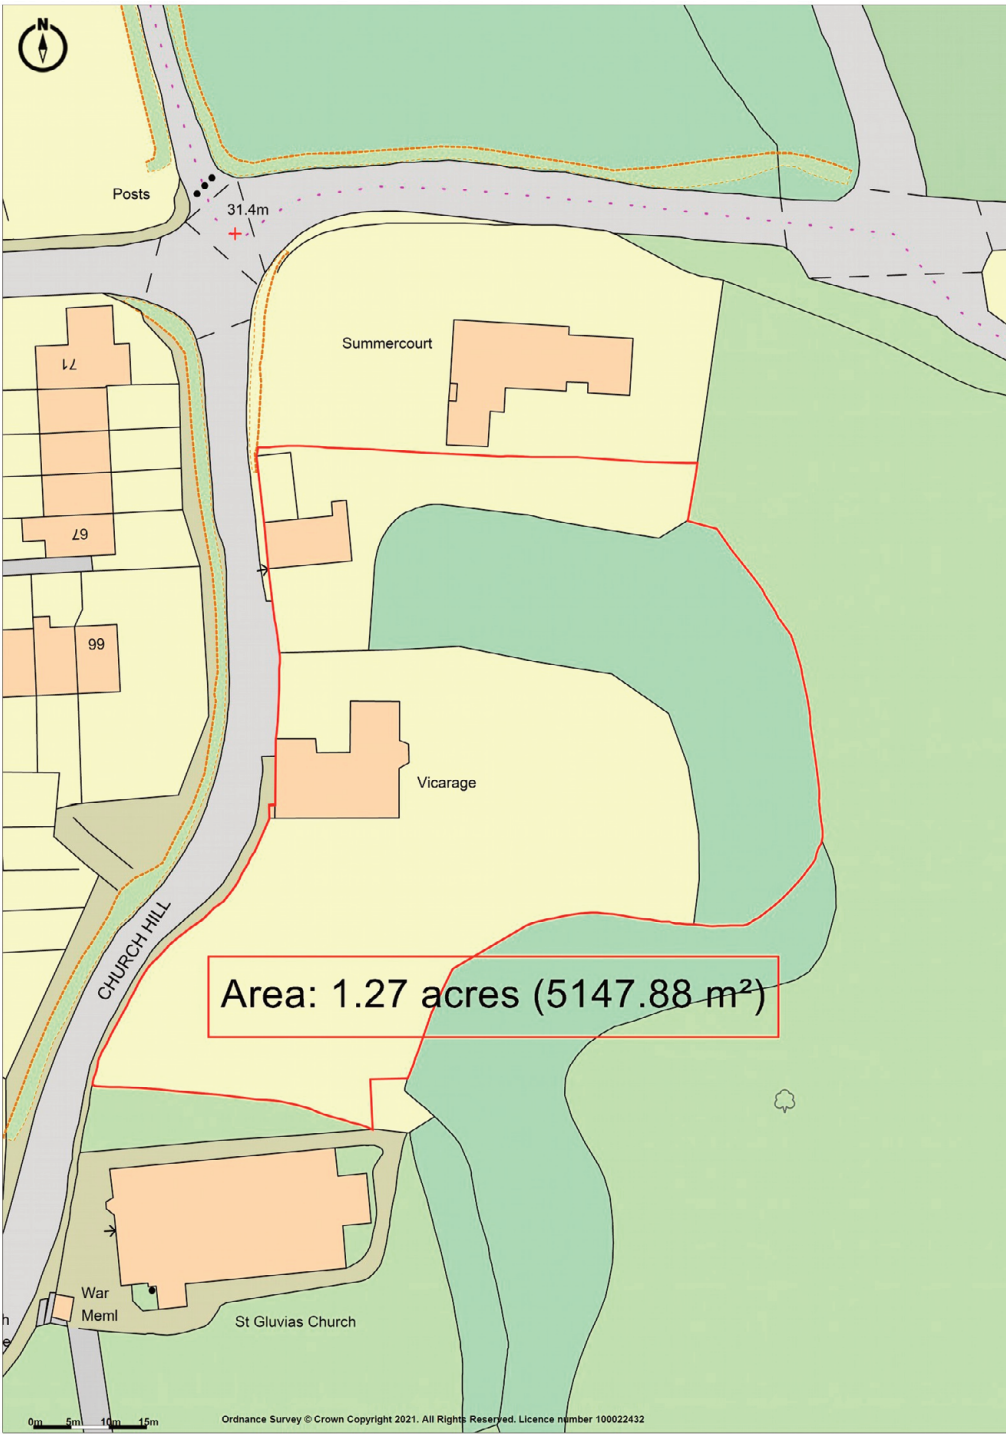 N
Posts
31.4m
Summercourt
71
67
66
Vicarage
CHURCH HILL
Area: 1.27 acres (5147.88 m²)
War
Meml
h
e
St Gluvias Church
0m 5m 10m 15m
Ordnance Survey © Crown Copyright 2021. All Rights Reserved. Licence number 100022432